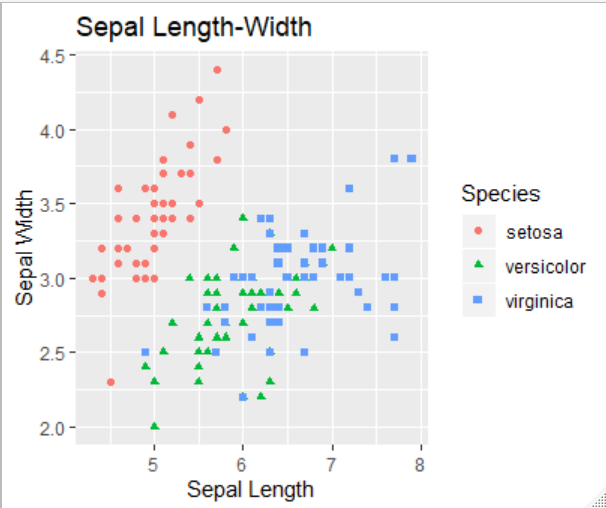 Sepal Length-Width
4.5
4.0
3.5
3.0
2.5
2.0
Sepal Width
5 6 7 8
Sepal Length
Species
setosa
versicolor
virginica